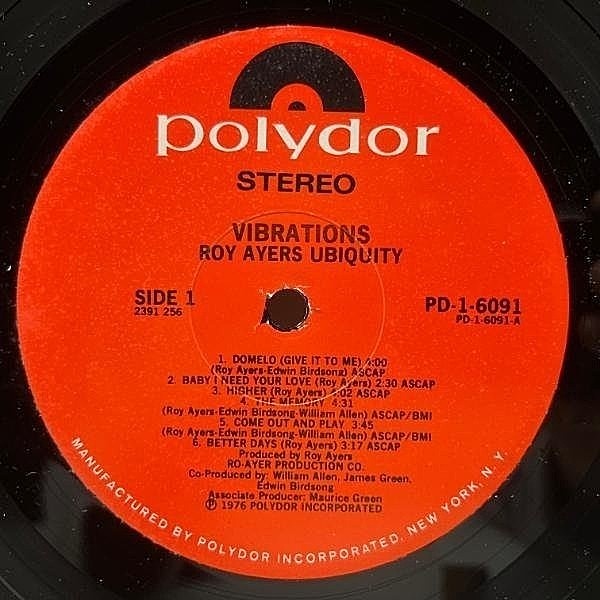 polydor
STEREO
VIBRATIONS
ROY AYERS UBIQUITY
SIDE 1
2391 256
PD-1-6091
PD-1-6091-A
1. DOMELO (GIVE IT TO ME) 4:00
(Roy Ayers-Edwin Birdsong) ASCAP
2. BABY I NEED YOUR LOVE (Roy Ayers) 2:30 ASCAP
3. HIGHER (Roy Ayers) 4:02 ASCAP
4. THE MEMORY 4:31
(Roy Ayers-Edwin Birdsong-William Allen) ASCAP/BMI
5. COME OUT AND PLAY 3:45
(Roy Ayers-Edwin Birdsong-William Allen) ASCAP/BMI
6. BETTER DAYS (Roy Ayers) 3:17 ASCAP
Produced by Roy Ayers
RO-AYER PRODUCTION CO.
Co-Produced by: William Allen, James Green,
Edwin Birdsong
Associate Producer: Maurice Green
℗ 1976 POLYDOR INCORPORATED
MANUFACTURED BY POLYDOR INCORPORATED, NEW YORK, N.Y.